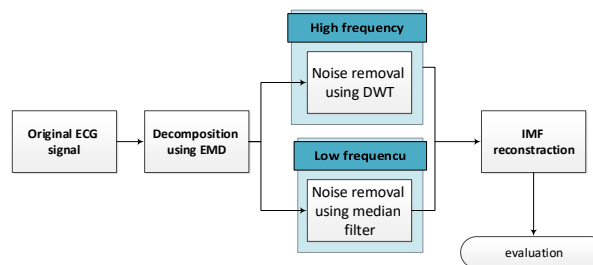 High frequency
Noise removal
using DWT
Original ECG
signal
Decomposition
using EMD
Low frequencu
Noise removal
using median
filter
IMF
reconstraction
evaluation